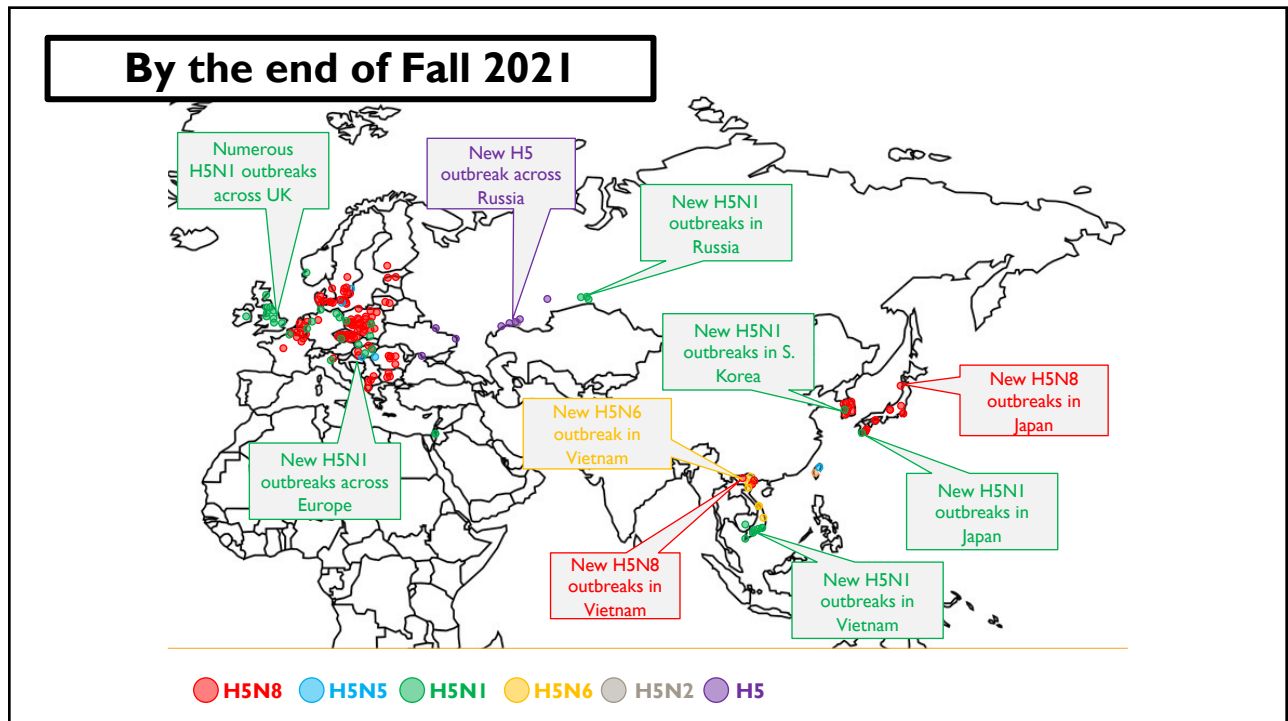 By the end of Fall 2021
Numerous
H5N1 outbreaks
across UK
New H5
outbreak across
Russia
New H5N1
outbreaks in
Russia
New H5N1
outbreaks in S.
Korea
New H5N8
outbreaks in
Japan
New H5N6
outbreak in
Vietnam
New H5N1
outbreaks across
Europe
New H5N1
outbreaks in
Japan
New H5N8
outbreaks in
Vietnam
New H5N1
outbreaks in
Vietnam
H5N8 H5N5 H5N1 H5N6 H5N2 H5